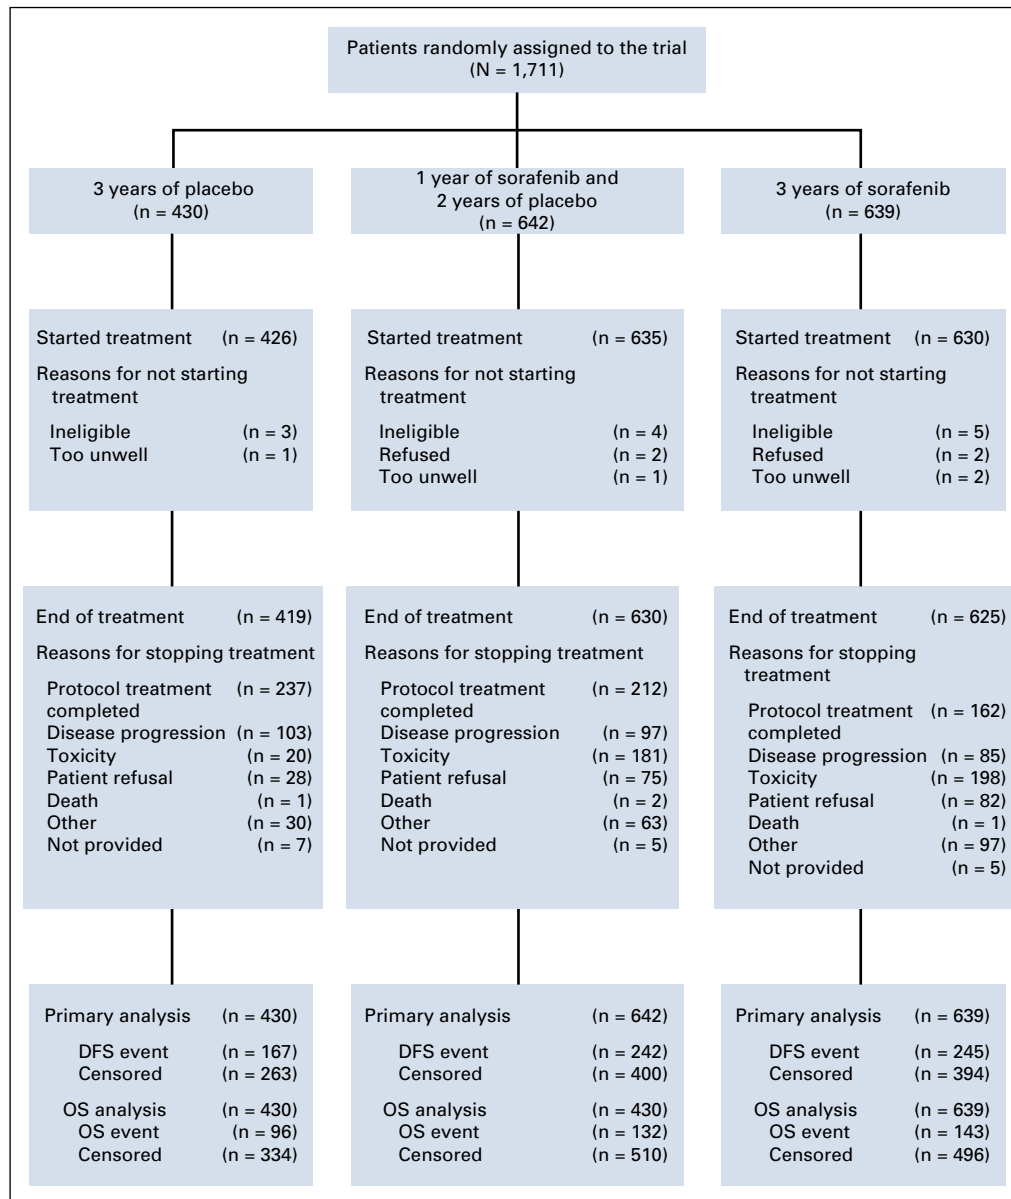 Patients randomly assigned to the trial
(N = 1,711)
3 years of placebo
(n = 430)
1 year of sorafenib and
2 years of placebo
(n = 642)
3 years of sorafenib
(n = 639)
Started treatment (n = 426)
Reasons for not starting
treatment
Ineligible (n = 3)
Too unwell (n = 1)
Started treatment (n = 635)
Reasons for not starting
treatment
Ineligible (n = 4)
Refused (n = 2)
Too unwell (n = 1)
Started treatment (n = 630)
Reasons for not starting
treatment
Ineligible (n = 5)
Refused (n = 2)
Too unwell (n = 2)
End of treatment (n = 419)
Reasons for stopping treatment
Protocol treatment (n = 237)
completed
Disease progression (n = 103)
Toxicity (n = 20)
Patient refusal (n = 28)
Death (n = 1)
Other (n = 30)
Not provided (n = 7)
End of treatment (n = 630)
Reasons for stopping treatment
Protocol treatment (n = 212)
completed
Disease progression (n = 97)
Toxicity (n = 181)
Patient refusal (n = 75)
Death (n = 2)
Other (n = 63)
Not provided (n = 5)
End of treatment (n = 625)
Reasons for stopping
treatment
Protocol treatment (n = 162)
completed
Disease progression (n = 85)
Toxicity (n = 198)
Patient refusal (n = 82)
Death (n = 1)
Other (n = 97)
Not provided (n = 5)
Primary analysis (n = 430)
DFS event (n = 167)
Censored (n = 263)
OS analysis (n = 430)
OS event (n = 96)
Censored (n = 334)
Primary analysis (n = 642)
DFS event (n = 242)
Censored (n = 400)
OS analysis (n = 430)
OS event (n = 132)
Censored (n = 510)
Primary analysis (n = 639)
DFS event (n = 245)
Censored (n = 394)
OS analysis (n = 639)
OS event (n = 143)
Censored (n = 496)